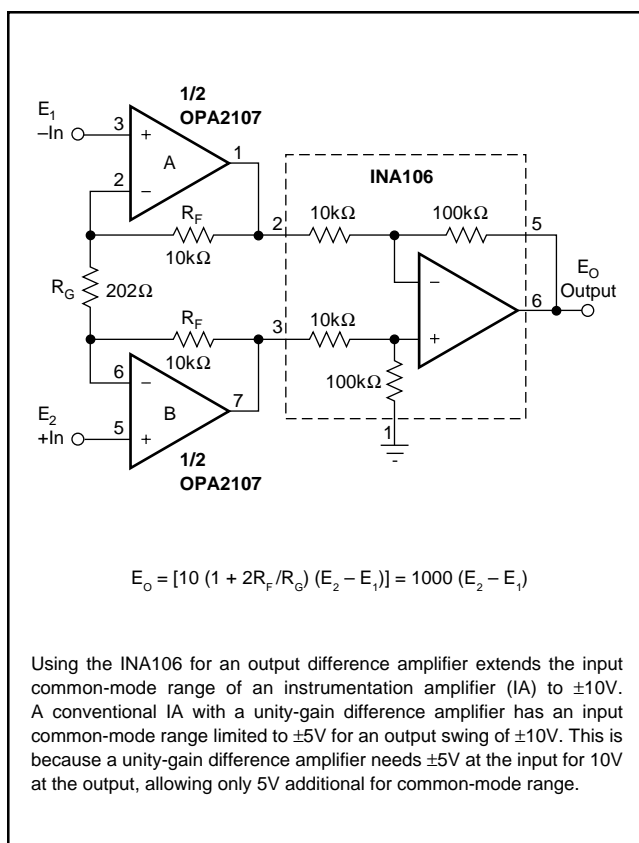 1/2
OPA2107
E1
–In
3
+
A
1
2
–
INA106
RF
10kΩ
2
10kΩ
100kΩ
5
RG
202Ω
–
+
6
EO
Output
RF
10kΩ
3
10kΩ
100kΩ
1
6
–
B
7
E2
+In
5
+
1/2
OPA2107
EO = [10 (1 + 2RF/RG) (E2 – E1)] = 1000 (E2 – E1)
Using the INA106 for an output difference amplifier extends the input
common-mode range of an instrumentation amplifier (IA) to ±10V.
A conventional IA with a unity-gain difference amplifier has an input
common-mode range limited to ±5V for an output swing of ±10V. This is
because a unity-gain difference amplifier needs ±5V at the input for 10V
at the output, allowing only 5V additional for common-mode range.